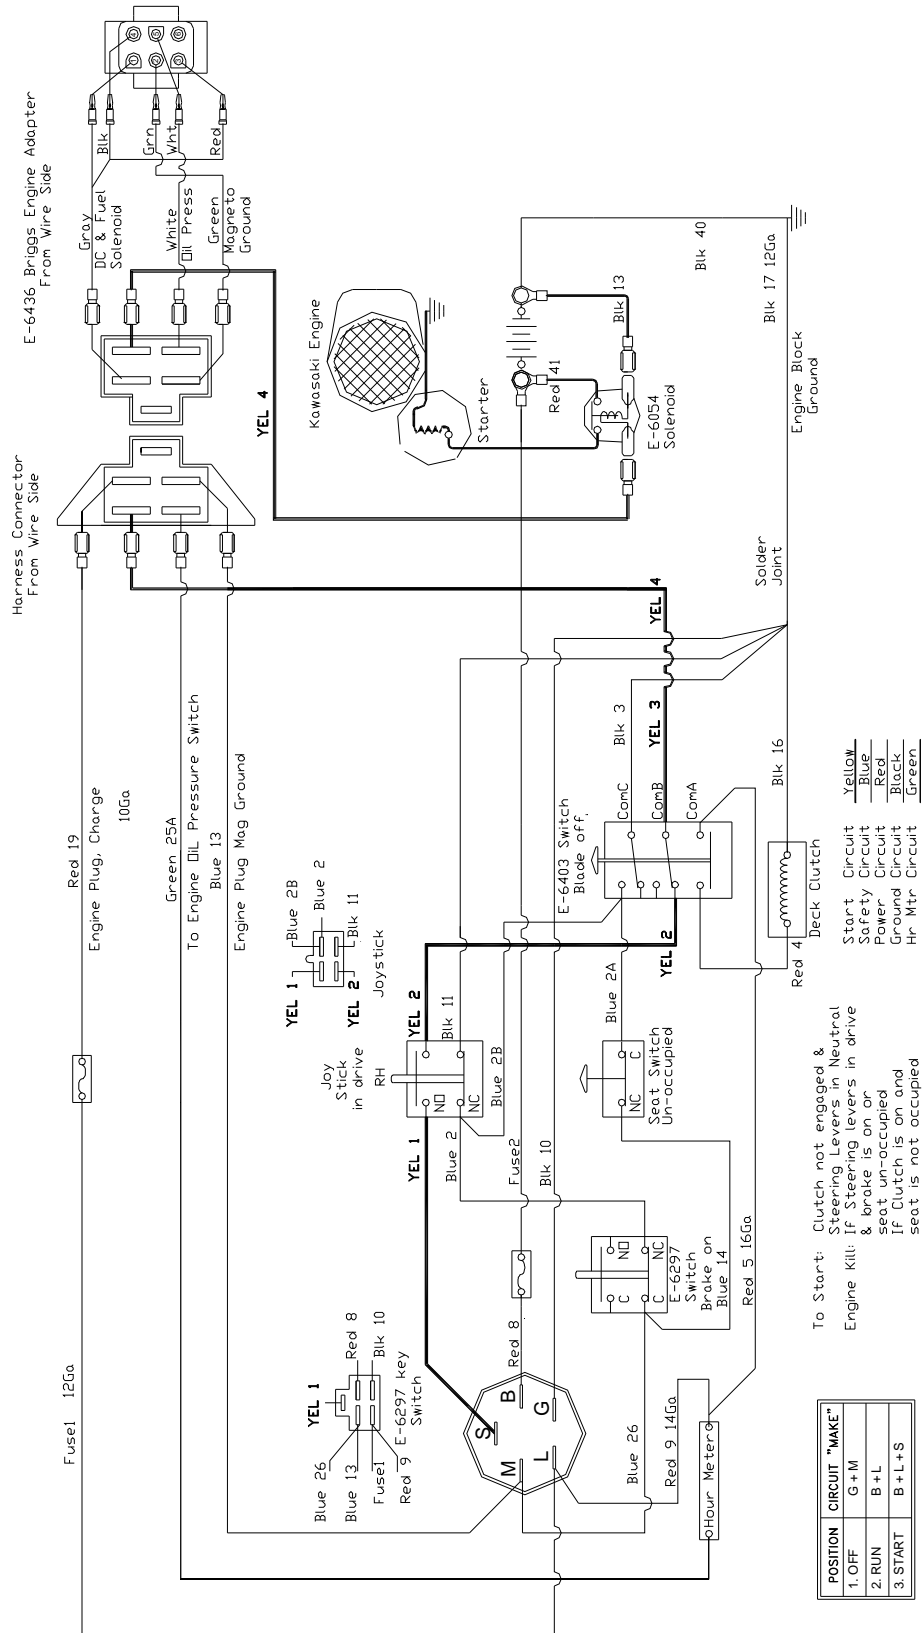 E-6436 Briggs Engine Adapter
From Wire Side
4
5
6
1
2
3
Blk
Grn
Wht
Red
Gray
DC & Fuel
Solenoid
White
Oil Press
Green
Magneto
Ground
YEL 4
Harness Connector
From Wire Side
Kawasaki Engine
Starter
Red 41
Blk 13
Blk 40
Blk 17 12Ga
E-6054
Solenoid
Engine Block
Ground
Solder
Joint
YEL 4
YEL 3
Blk 3
Blk 16
Red 19
Engine Plug, Charge
10Ga
Green 25A
To Engine Oil Pressure Switch
Blue 13
Engine Plug Mag Ground
Blue 2B
Blue 2
YEL 1
YEL 2
Blk 11
Joystick
E-6403 Switch
Blade off.
ComC
ComB
ComA
Deck Clutch
Red 4
YEL 2
Blue 2A
YEL 2
Blk 11
Joy
Stick
in drive
RH
NO
NC
Blue 2B
C
NC
Seat Switch
Un-occupied
YEL 1
Blue 2
Fuse2
Blk 10
NO
NC
C
C
E-6297
Switch
Brake on
Blue 14
Red 5 16Ga
Red 8
Fuse1 12Ga
YEL 1
Red 8
Blk 10
Blue 26
Blue 13
Fuse1
Red 9
E-6297 key
Switch
S
B
M
G
L
Blue 26
Red 9 14Ga
Hour Meter
Start Circuit Yellow
Safety Circuit Blue
Power Circuit Red
Ground Circuit Black
Hr Mtr Circuit Green
To Start: Clutch not engaged &
Steering Levers in Neutral
Engine Kill: If Steering levers in drive
& brake is on or
seat un-occupied
If Clutch is on and
seat is not occupied
POSITION CIRCUIT "MAKE"
1. OFF G + M
2. RUN B + L
3. START B + L + S